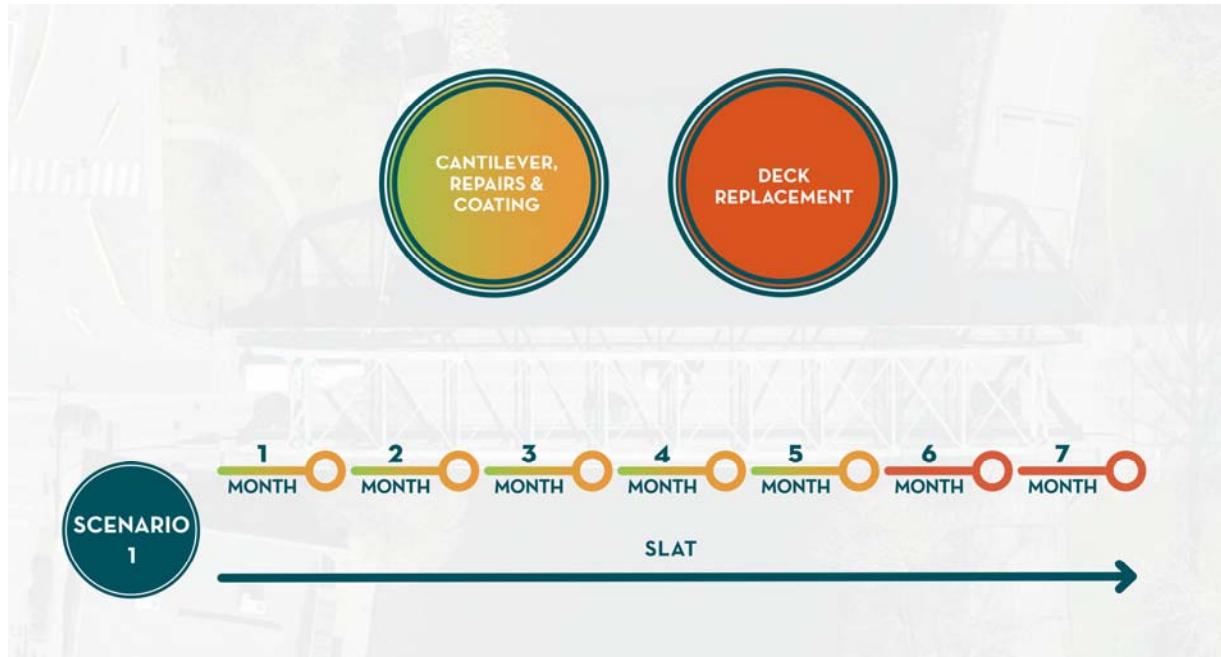 CANTILEVER,
REPAIRS &
COATING
DECK
REPLACEMENT
1 2 3 4 5 6 7
MONTH MONTH MONTH MONTH MONTH MONTH MONTH
SCENARIO
1
SLAT